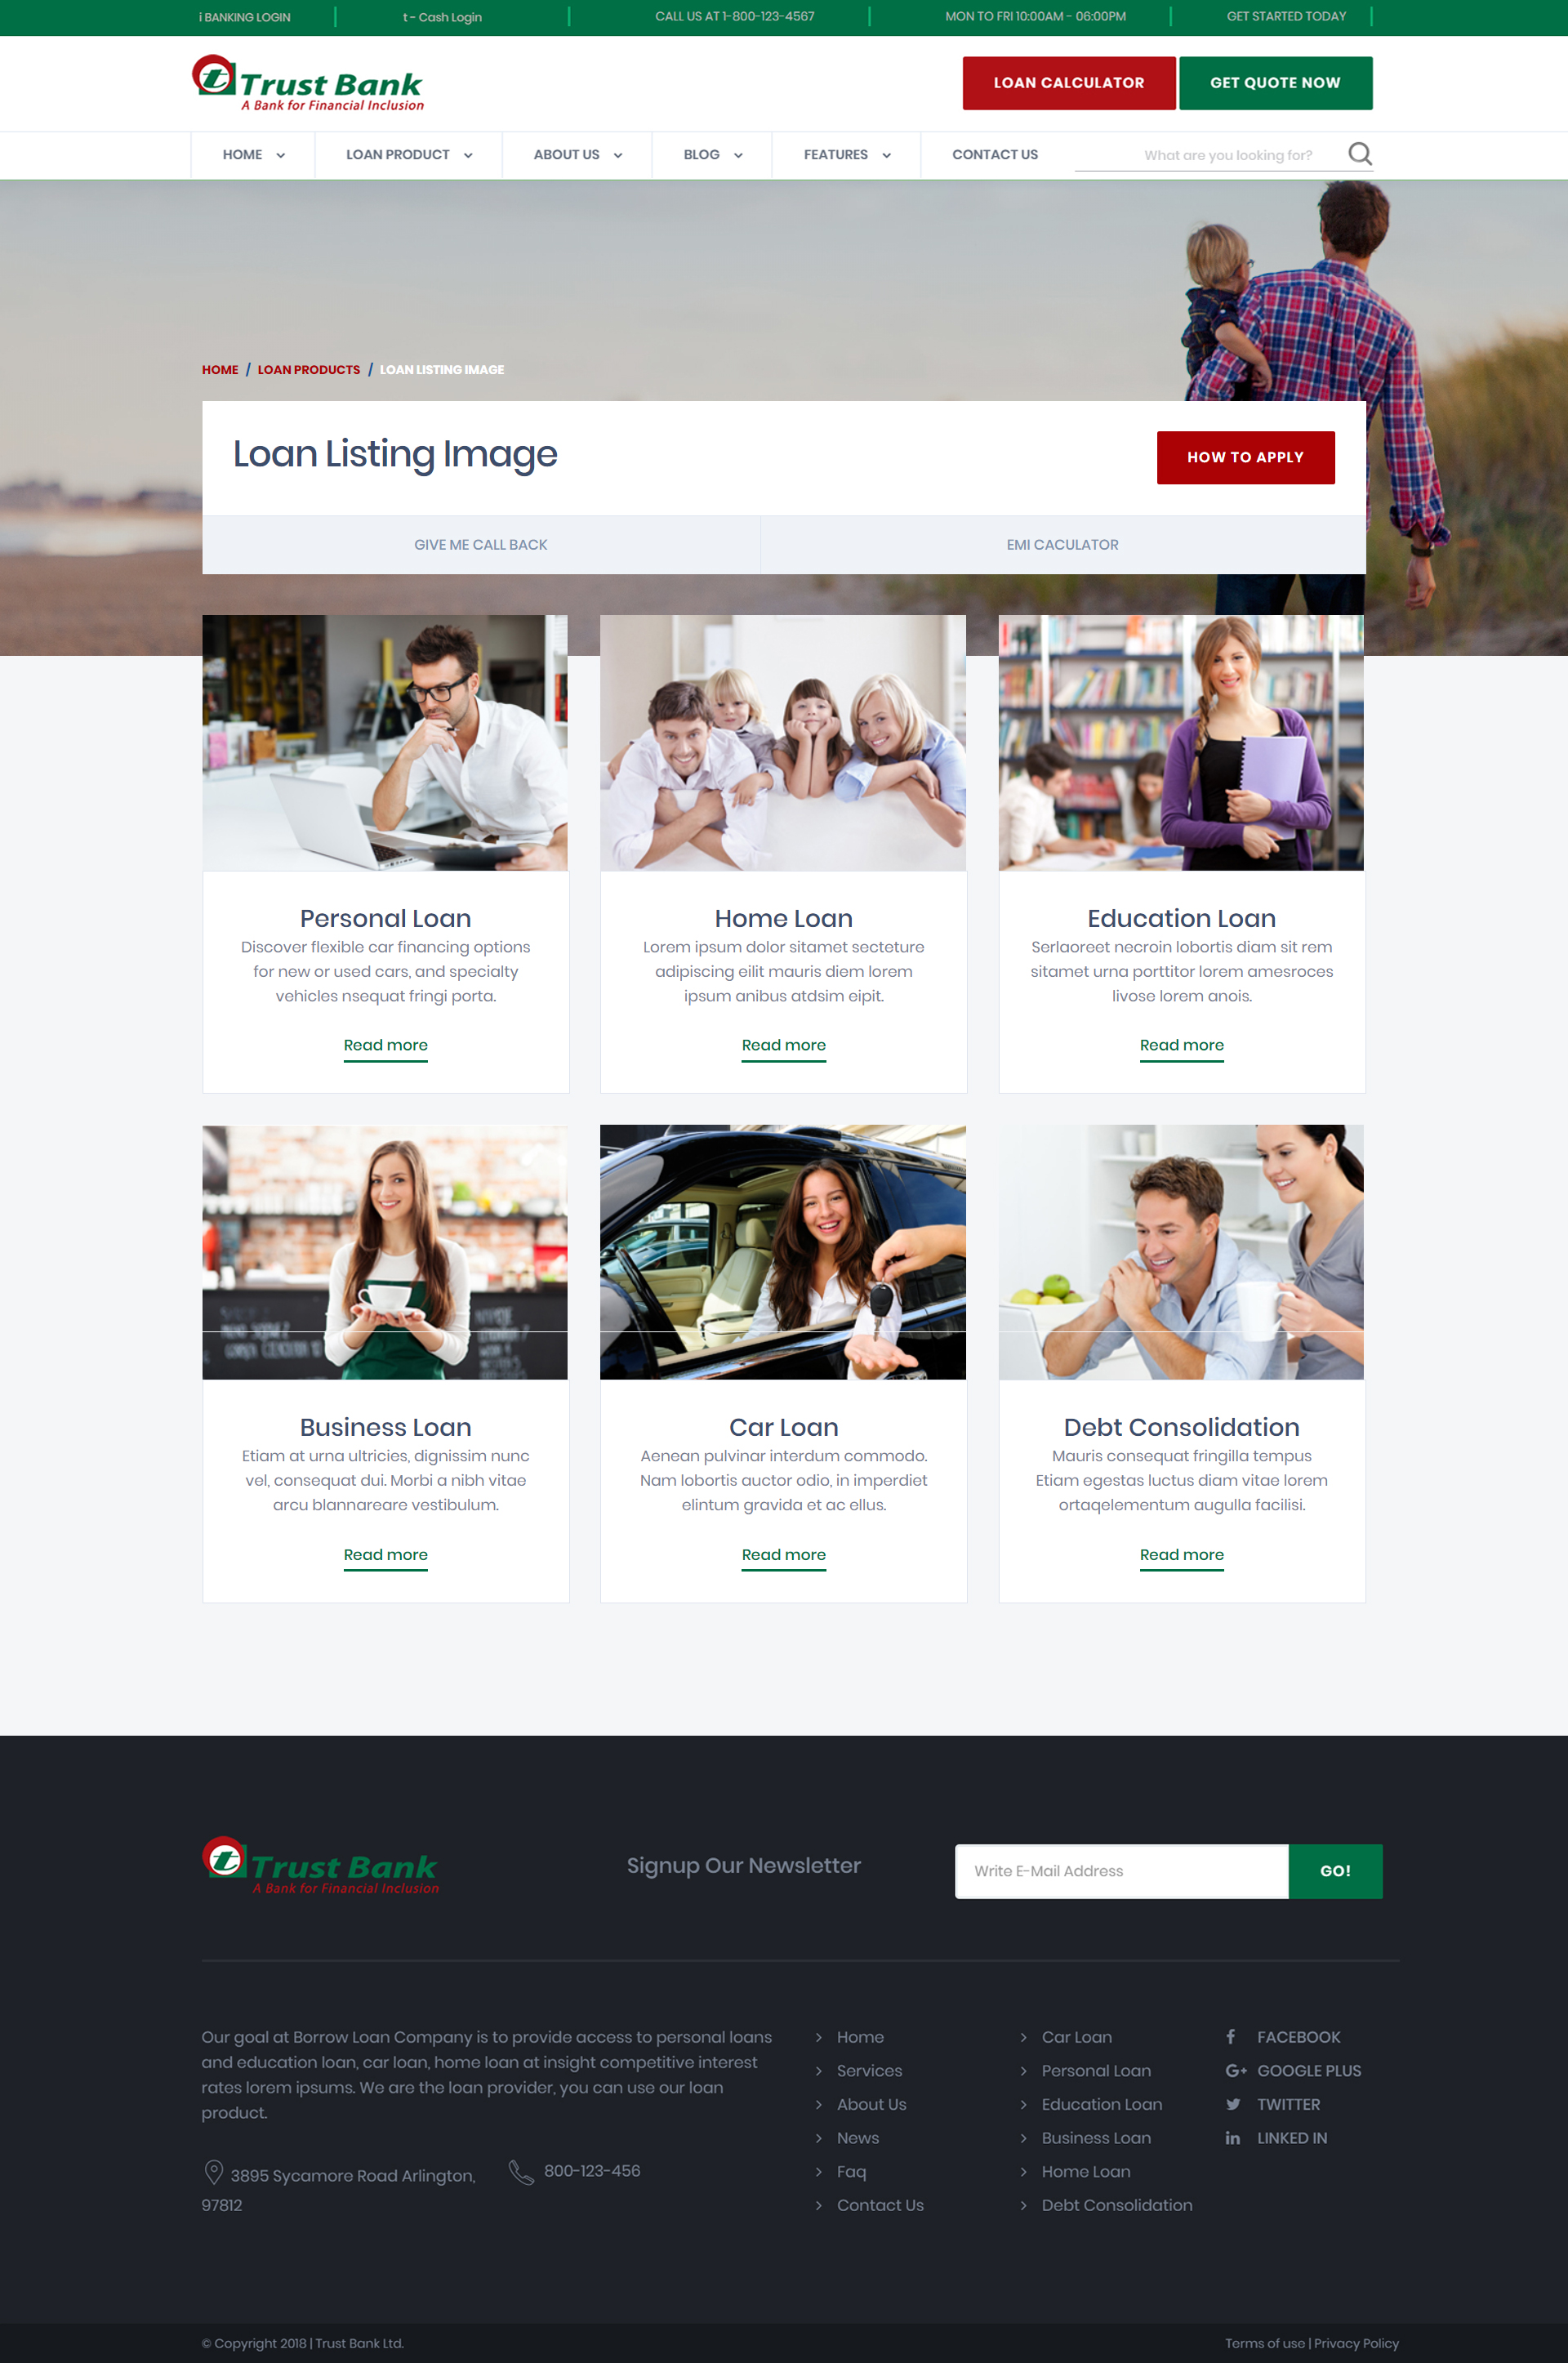 i BANKING LOGIN
t - Cash Login
CALL US AT 1-800-123-4567
MON TO FRI 10:00AM - 06:00PM
GET STARTED TODAY
t Trust Bank
A Bank for Financial Inclusion
LOAN CALCULATOR
GET QUOTE NOW
HOME
LOAN PRODUCT
ABOUT US
BLOG
FEATURES
CONTACT US
What are you looking for?
HOME / LOAN PRODUCTS / LOAN LISTING IMAGE
Loan Listing Image
HOW TO APPLY
GIVE ME CALL BACK
EMI CACULATOR
Personal Loan
Discover flexible car financing options
for new or used cars, and specialty
vehicles nsequat fringi porta.
Read more
Home Loan
Lorem ipsum dolor sitamet secteture
adipiscing eilit mauris diem lorem
ipsum anibus atdsim eipit.
Read more
Education Loan
Serlaoreet necroin lobortis diam sit rem
sitamet urna porttitor lorem amesroces
livose lorem anois.
Read more
Business Loan
Etiam at urna ultricies, dignissim nunc
vel, consequat dui. Morbi a nibh vitae
arcu blannareare vestibulum.
Read more
Car Loan
Aenean pulvinar interdum commodo.
Nam lobortis auctor odio, in imperdiet
elintum gravida et ac ellus.
Read more
Debt Consolidation
Mauris consequat fringilla tempus
Etiam egestas luctus diam vitae lorem
ortaqelementum augulla facilisi.
Read more
t Trust Bank
A Bank for Financial Inclusion
Signup Our Newsletter
Write E-Mail Address
GO!
Our goal at Borrow Loan Company is to provide access to personal loans
and education loan, car loan, home loan at insight competitive interest
rates lorem ipsums. We are the loan provider, you can use our loan
product.
3895 Sycamore Road Arlington,
97812
800-123-456
Home
Services
About Us
News
Faq
Contact Us
Car Loan
Personal Loan
Education Loan
Business Loan
Home Loan
Debt Consolidation
FACEBOOK
GOOGLE PLUS
TWITTER
LINKED IN
© Copyright 2018 | Trust Bank Ltd.
Terms of use | Privacy Policy